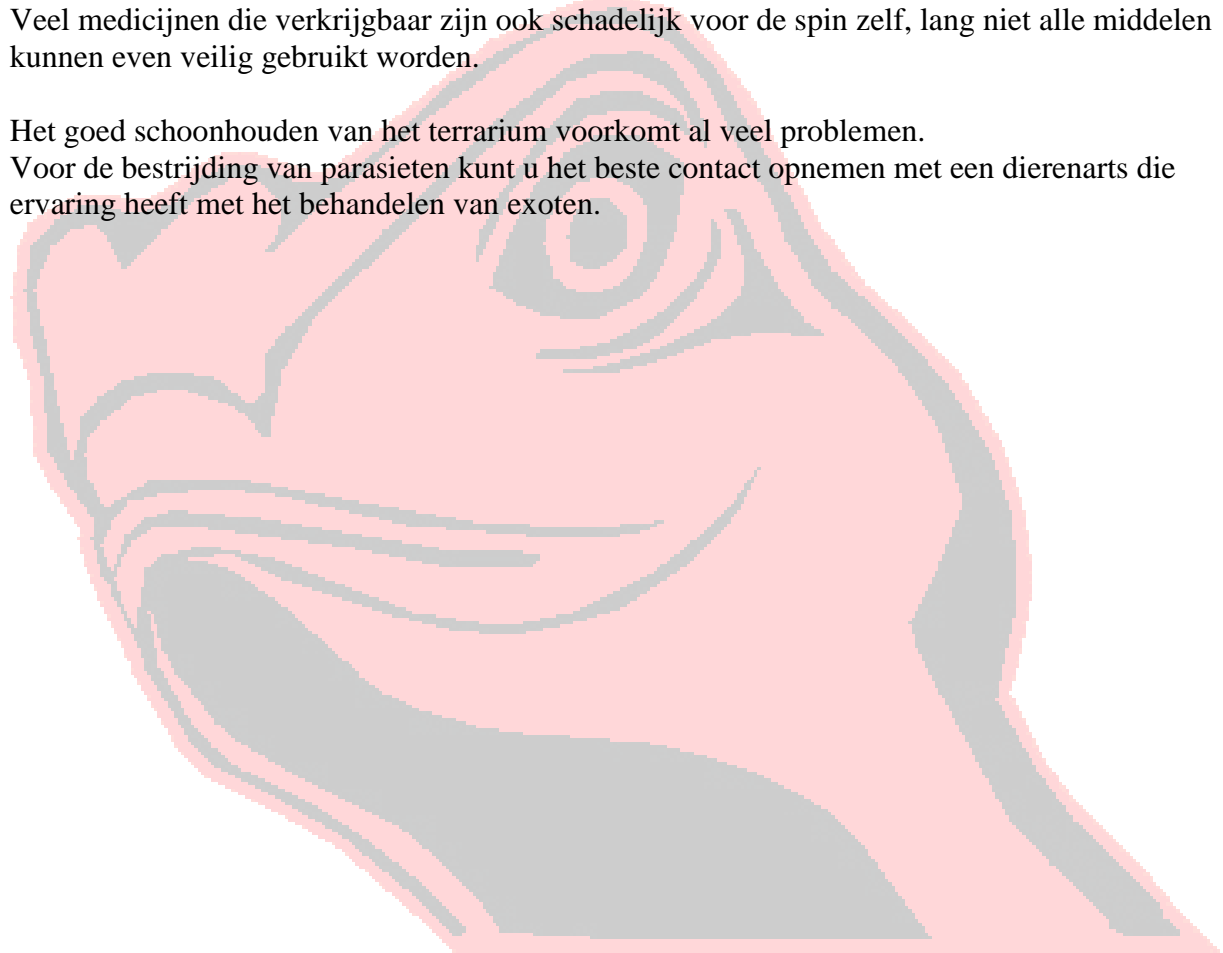 Veel medicijnen die verkrijgbaar zijn ook schadelijk voor de spin zelf, lang niet alle middelen
kunnen even veilig gebruikt worden.
Het goed schoonhouden van het terrarium voorkomt al veel problemen.
Voor de bestrijding van parasieten kunt u het beste contact opnemen met een dierenarts die
ervaring heeft met het behandelen van exoten.